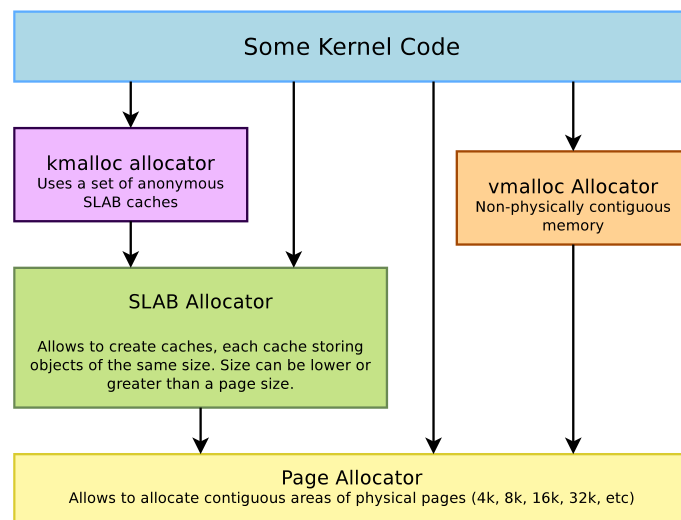 Some Kernel Code
kmalloc allocator
Uses a set of anonymous
SLAB caches
vmalloc Allocator
Non-physically contiguous
memory
SLAB Allocator
Allows to create caches, each cache storing
objects of the same size. Size can be lower or
greater than a page size.
Page Allocator
Allows to allocate contiguous areas of physical pages (4k, 8k, 16k, 32k, etc)